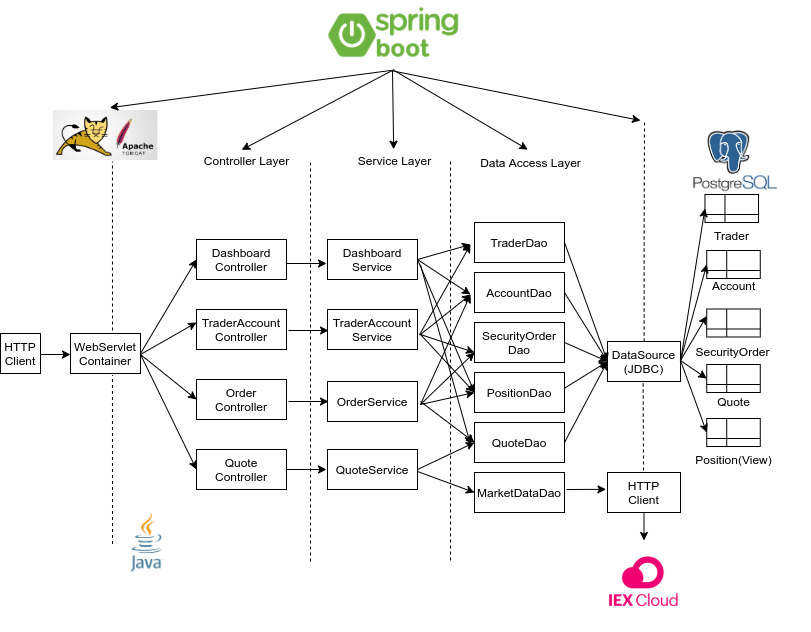 spring
boot
Apache
TOMCAT
Controller Layer
Service Layer
Data Access Layer
PostgreSQL
Trader
Account
SecurityOrder
Quote
Position(View)
HTTP
Client
WebServlet
Container
Dashboard
Controller
TraderAccount
Controller
Order
Controller
Quote
Controller
Dashboard
Service
TraderAccount
Service
OrderService
QuoteService
TraderDao
AccountDao
SecurityOrder
Dao
PositionDao
QuoteDao
MarketDataDao
DataSource
(JDBC)
HTTP
Client
Java
IEX Cloud